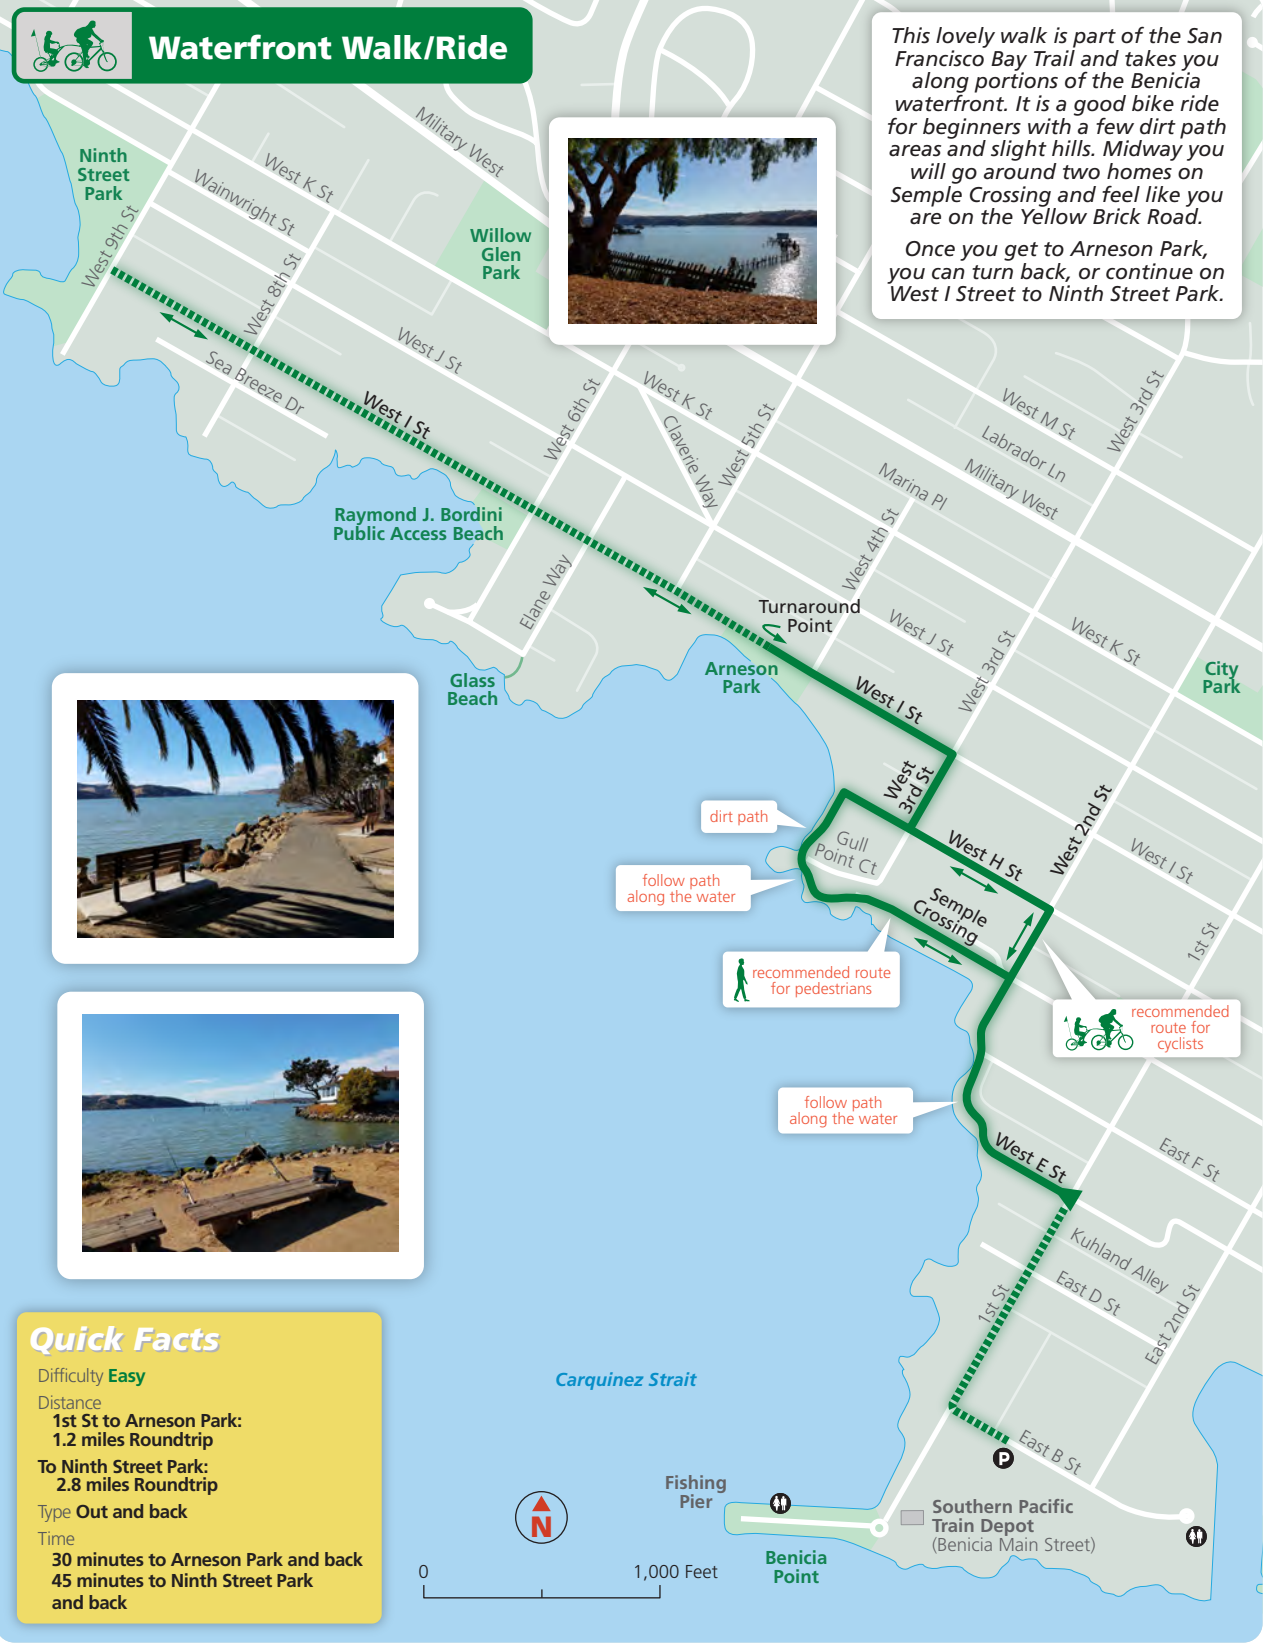 Waterfront Walk/Ride
This lovely walk is part of the San
Francisco Bay Trail and takes you
along portions of the Benicia
waterfront. It is a good bike ride
for beginners with a few dirt path
areas and slight hills. Midway you
will go around two homes on
Semple Crossing and feel like you
are on the Yellow Brick Road.
Once you get to Arneson Park,
you can turn back, or continue on
West I Street to Ninth Street Park.
Military West
Ninth
Street
Park
West K St
Wainwright St
West 9th St
West 8th St
Willow
Glen
Park
West J St
Sea Breeze Dr
West I St
West 6th St
West K St
Claverie Way
West 5th St
West M St
Labrador Ln
Military West
West 3rd St
Marina Pl
West 4th St
Raymond J. Bordini
Public Access Beach
Elane Way
Turnaround
Point
West J St
West 3rd St
West K St
City
Park
Glass
Beach
Arneson
Park
West I St
West
3rd St
West 2nd St
dirt path
Gull
Point Ct
West H St
West I St
follow path
along the water
Semple
Crossing
1st St
recommended route
for pedestrians
recommended
route for
cyclists
follow path
along the water
West E St
East F St
Kuhland Alley
East D St
1st St
East 2nd St
East B St
P
Carquinez Strait
Fishing
Pier
Southern Pacific
Train Depot
(Benicia Main Street)
Benicia
Point
N
0
1,000 Feet
Quick Facts
Difficulty Easy
Distance
1st St to Arneson Park:
1.2 miles Roundtrip
To Ninth Street Park:
2.8 miles Roundtrip
Type Out and back
Time
30 minutes to Arneson Park and back
45 minutes to Ninth Street Park
and back